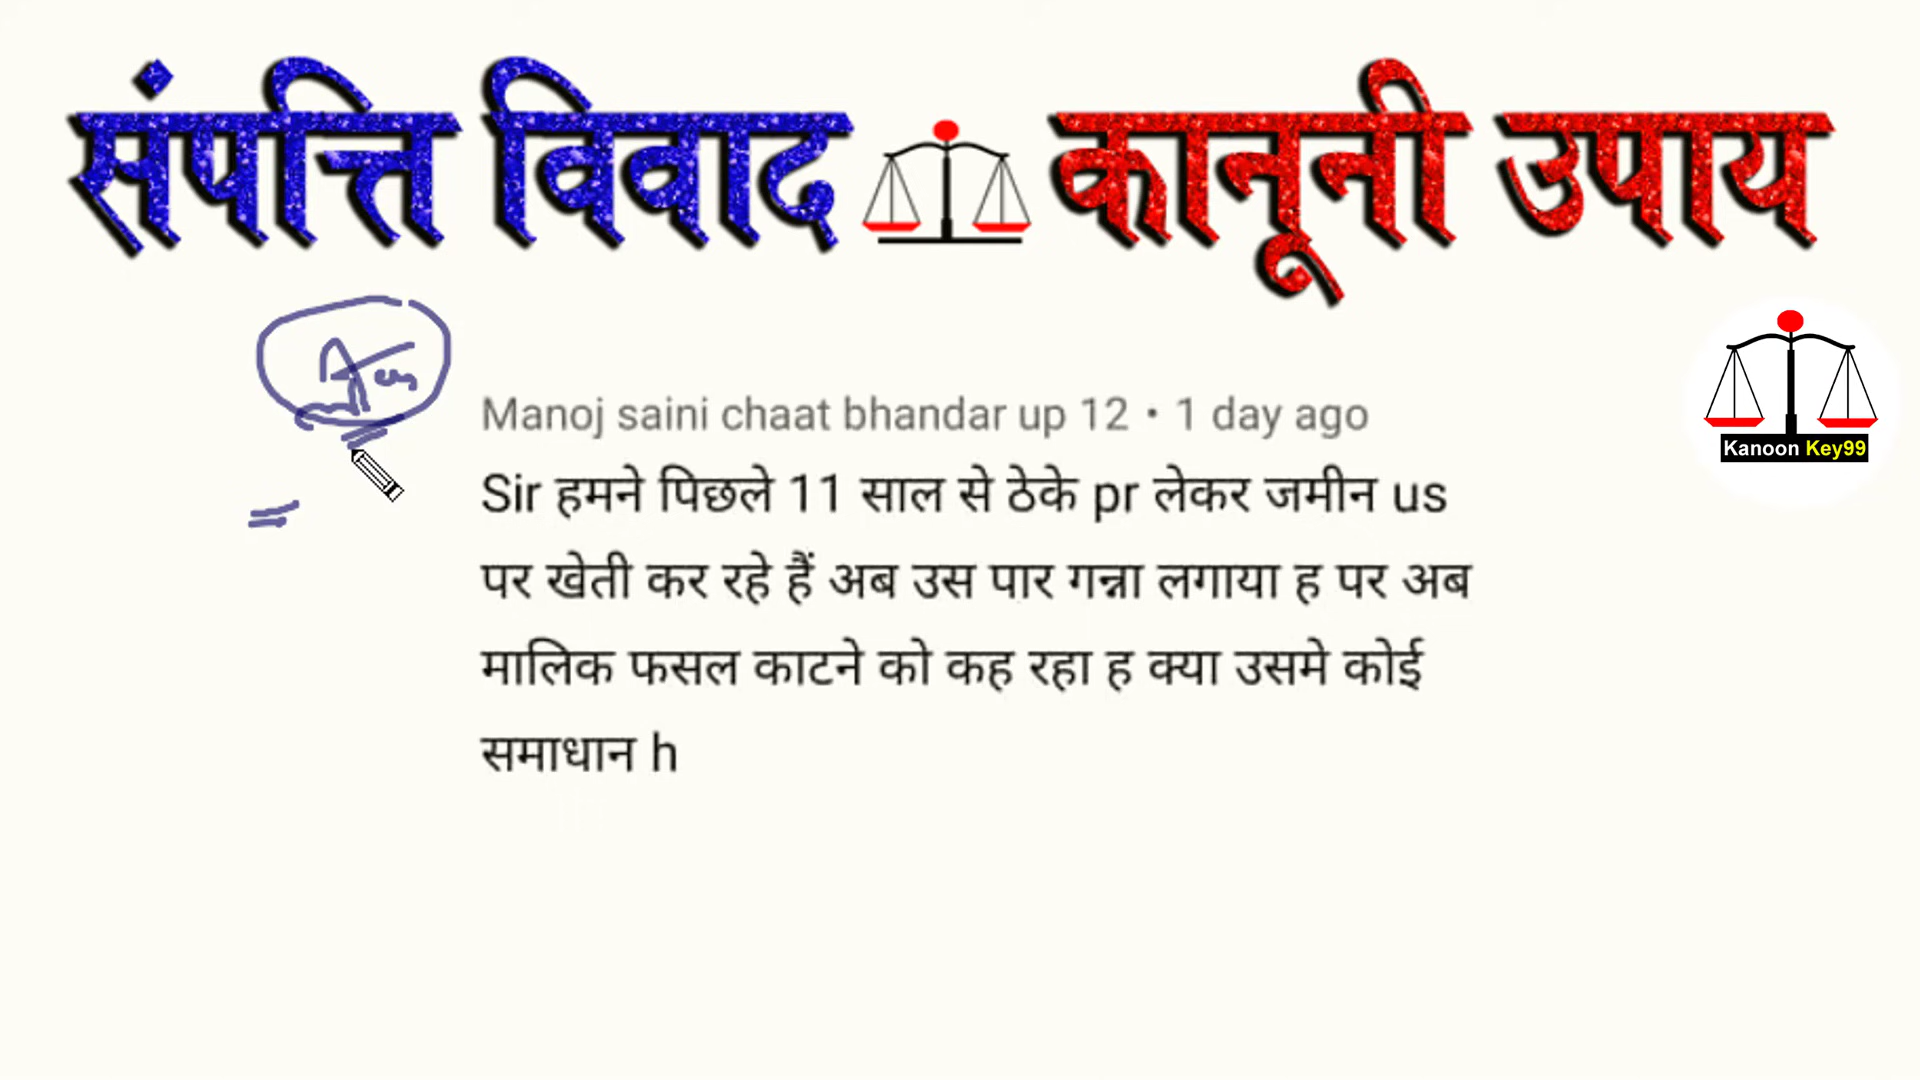 संपत्ति विवाद कानूनी उपाय
Kanoon Key99
Manoj saini chaat bhandar up 12 • 1 day ago
Sir हमने पिछले 11 साल से ठेके pr लेकर जमीन us
पर खेती कर रहे हैं अब उस पार गन्ना लगाया ह पर अब
मालिक फसल काटने को कह रहा ह क्या उसमे कोई
समाधान h